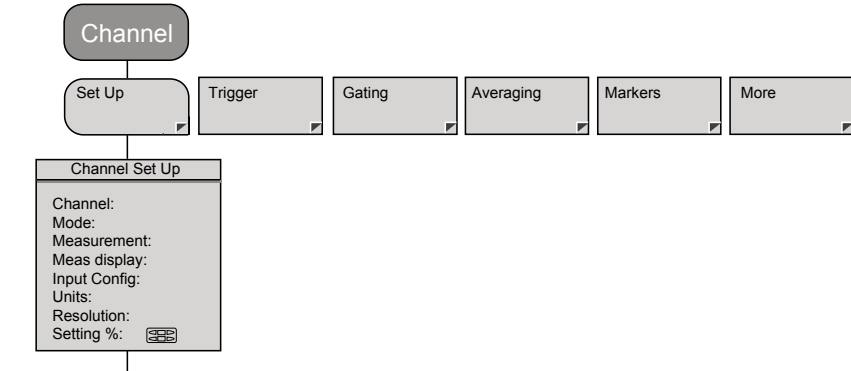 Channel
Set Up
Trigger
Gating
Averaging
Markers
More
Channel Set Up
Channel:
Mode:
Measurement:
Meas display:
Input Config:
Units:
Resolution:
Setting %: